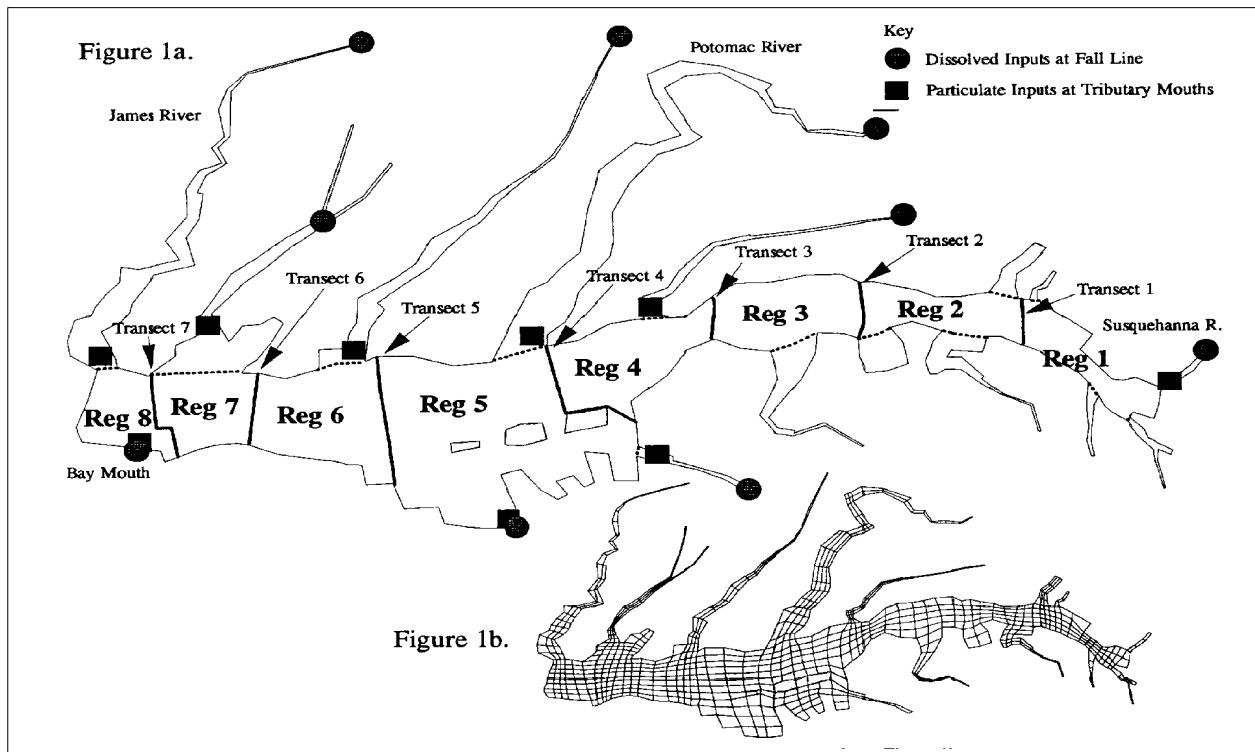 Figure 1a.
Key
Dissolved Inputs at Fall Line
Particulate Inputs at Tributary Mouths
Potomac River
James River
Transect 7
Transect 6
Transect 5
Transect 4
Transect 3
Transect 2
Transect 1
Susquehanna R.
Reg 8
Reg 7
Reg 6
Reg 5
Reg 4
Reg 3
Reg 2
Reg 1
Bay Mouth
Figure 1b.